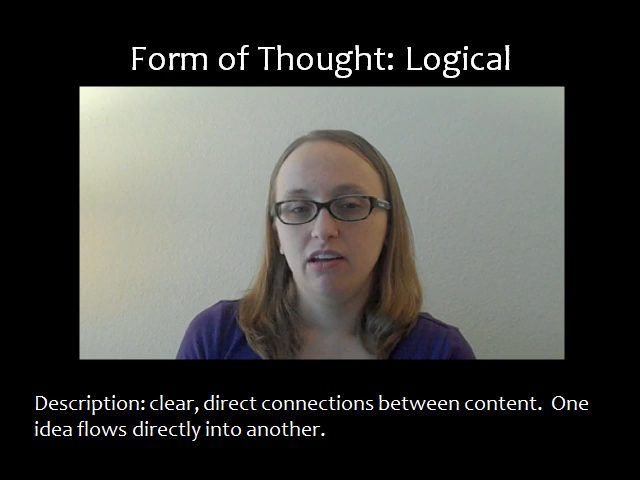 Form of Thought: Logical
Description: clear, direct connections between content.  One
idea flows directly into another.